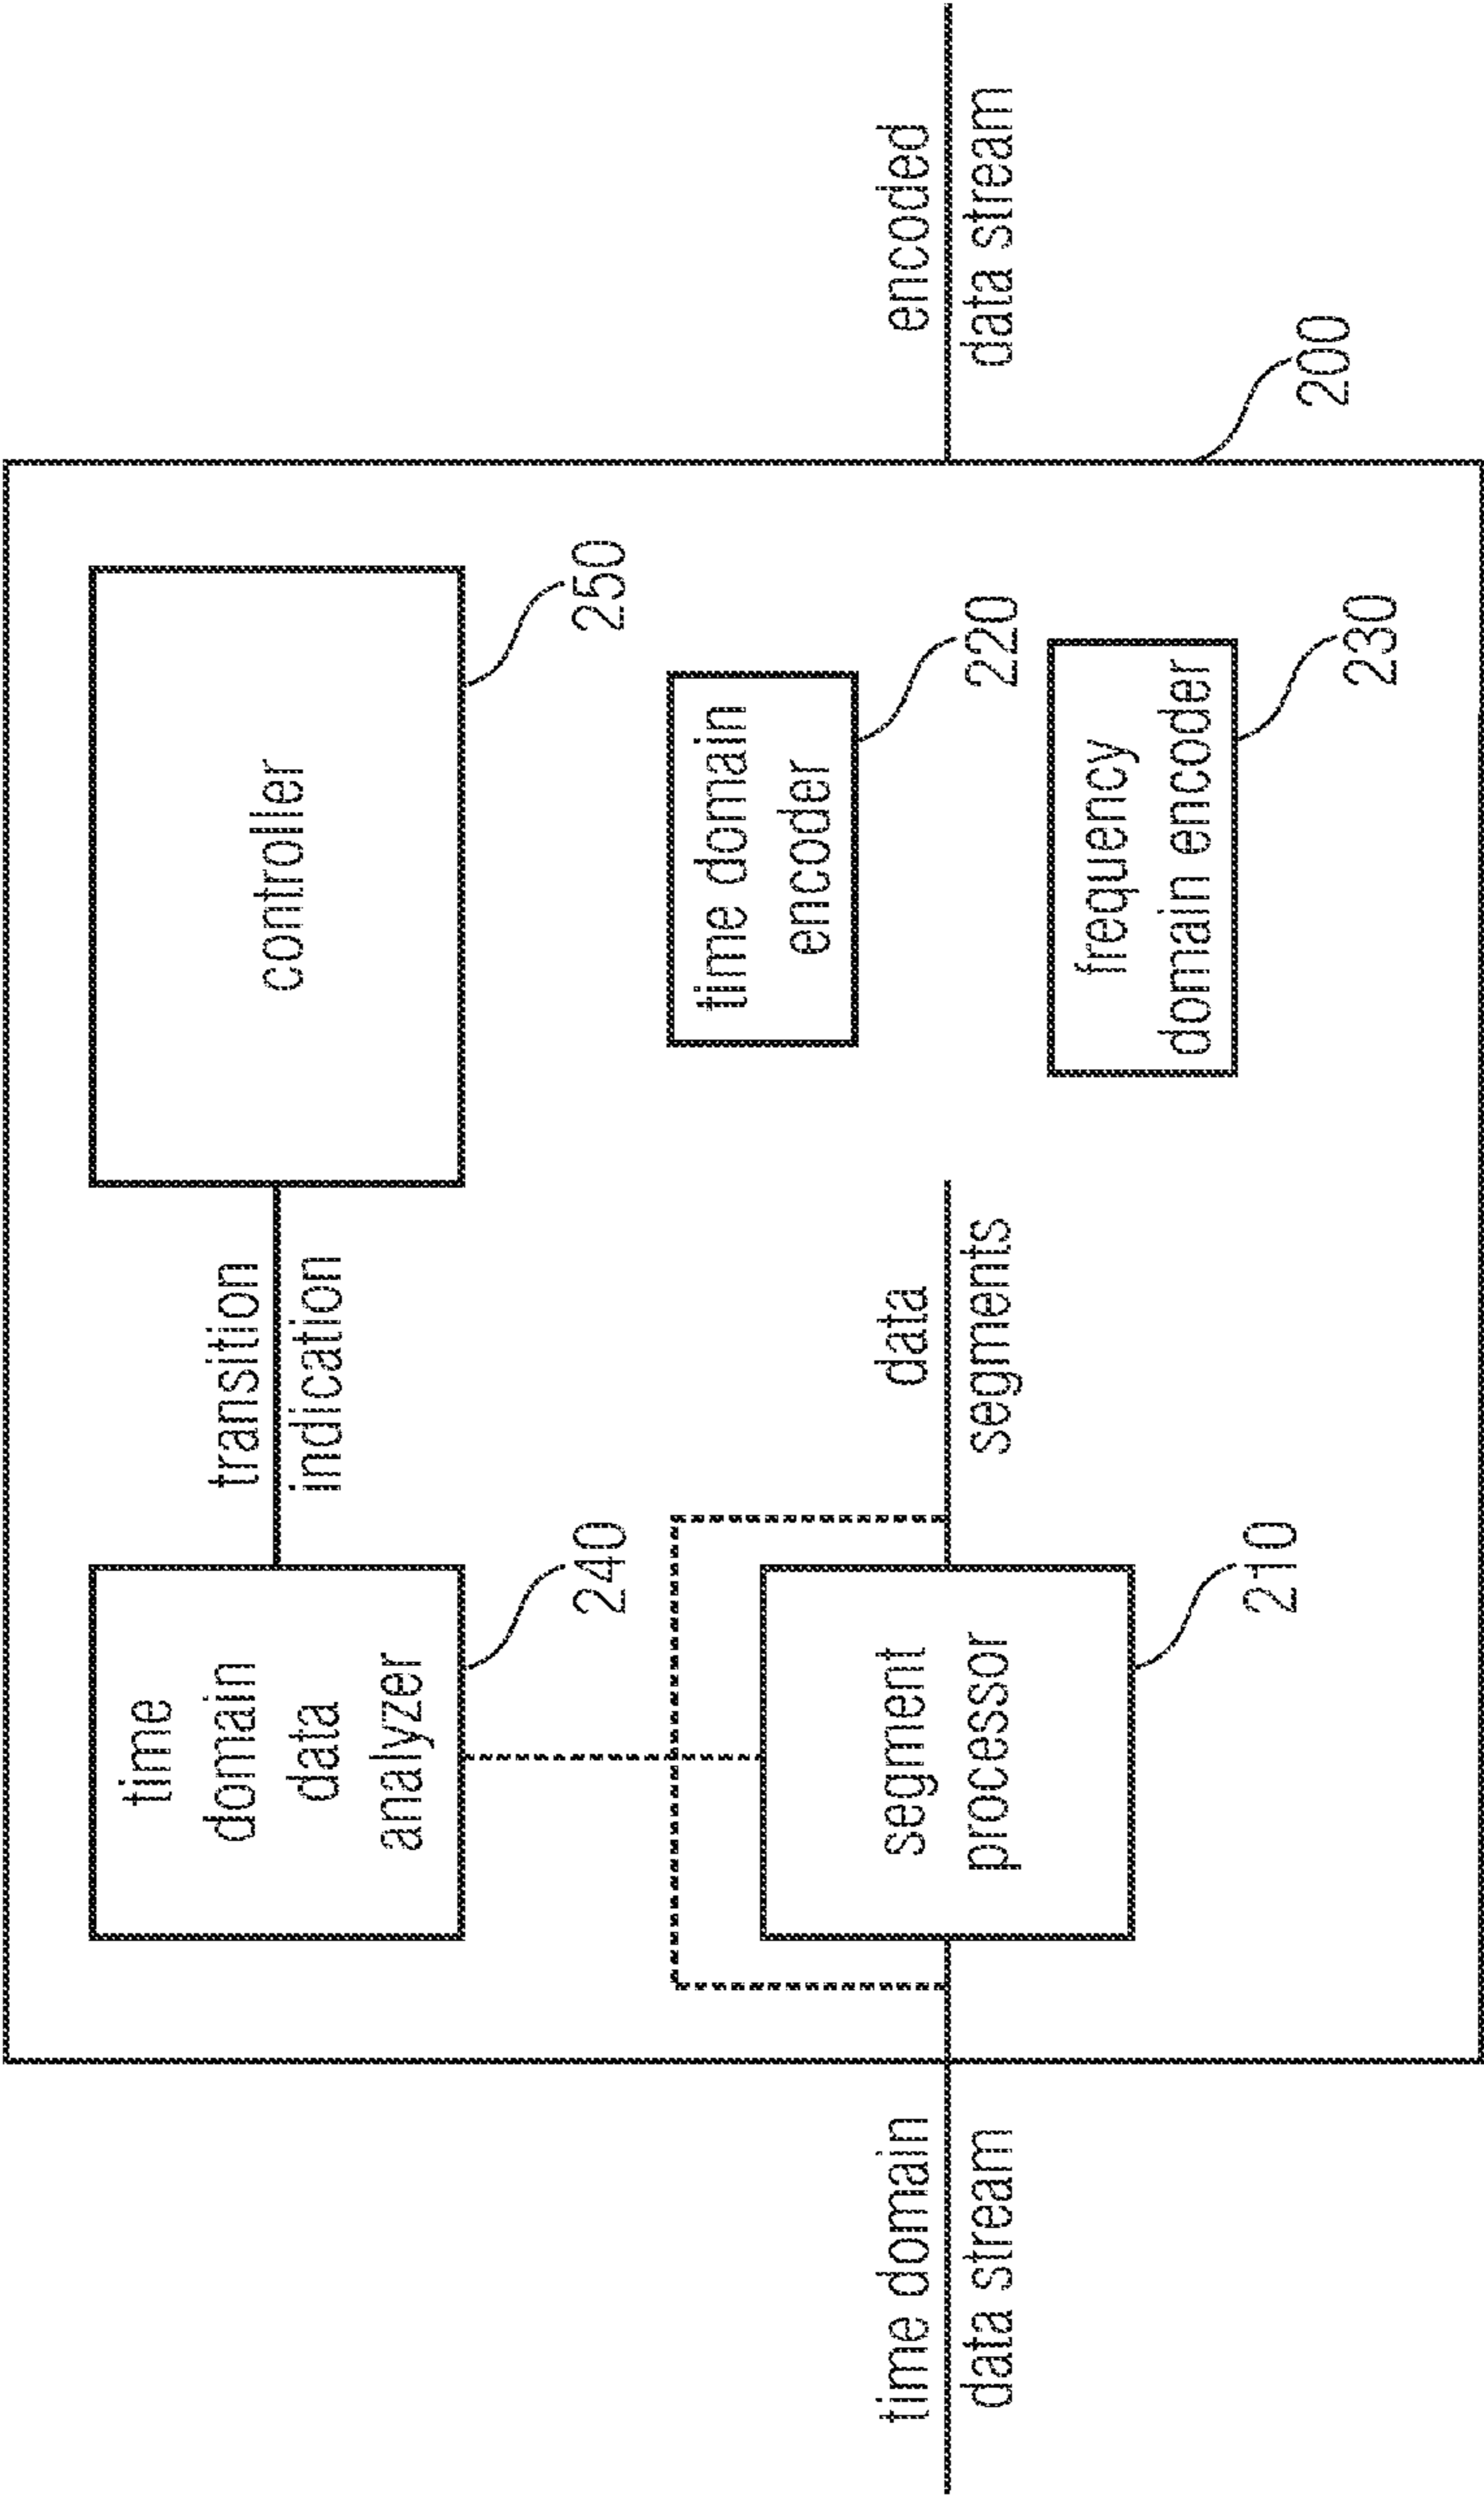 time
domain
data
analyzer
240
transition
indication
controller
250
time domain
data stream
segment
processor
210
data
segments
time domain
encoder
220
frequency
domain encoder
230
encoded
data stream
200